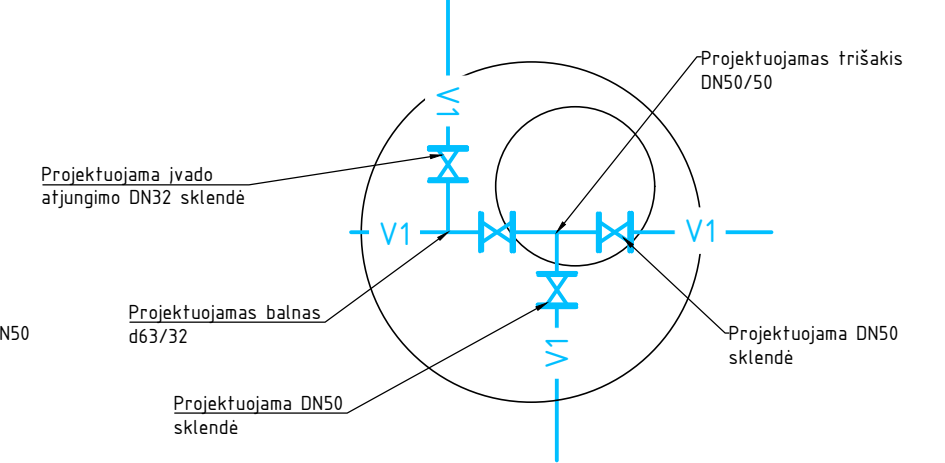 Projektuojamas trišakis
DN50/50
V1
Projektuojama įvado
atjungimo DN32 sklendė
V1
V1
Projektuojamas balnas
d63/32
N50
Projektuojama DN50
sklendė
V1
Projektuojama DN50
sklendė